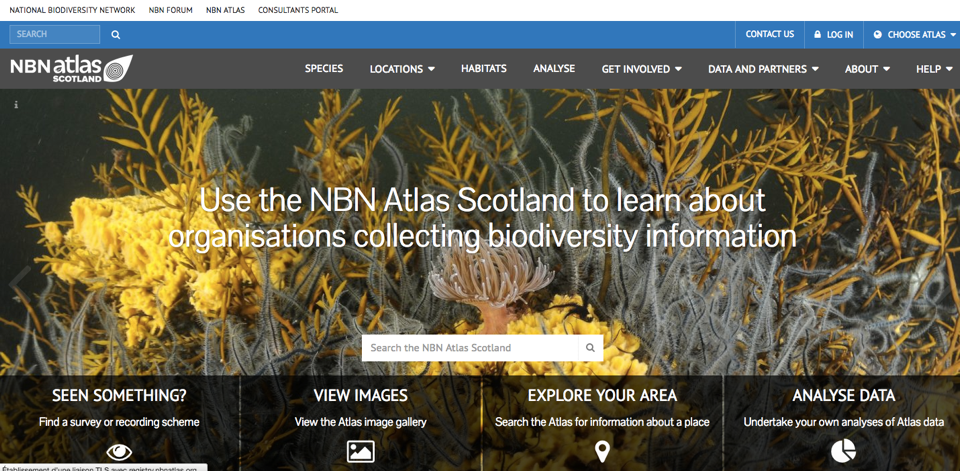 NATIONAL BIODIVERSITY NETWORK NBN FORUM NBN ATLAS CONSULTANTS PORTAL
SEARCH CONTACT US LOG IN CHOOSE ATLAS
NBN atlas SCOTLAND
SPECIES LOCATIONS HABITATS ANALYSE GET INVOLVED DATA AND PARTNERS ABOUT HELP
i
Use the NBN Atlas Scotland to learn about
organisations collecting biodiversity information
Search the NBN Atlas Scotland
SEEN SOMETHING? VIEW IMAGES EXPLORE YOUR AREA ANALYSE DATA
Find a survey or recording scheme View the Atlas image gallery Search the Atlas for information about a place Undertake your own analyses of Atlas data
Établissement d'une liaison TLS avec registry.nbnatlas.org...